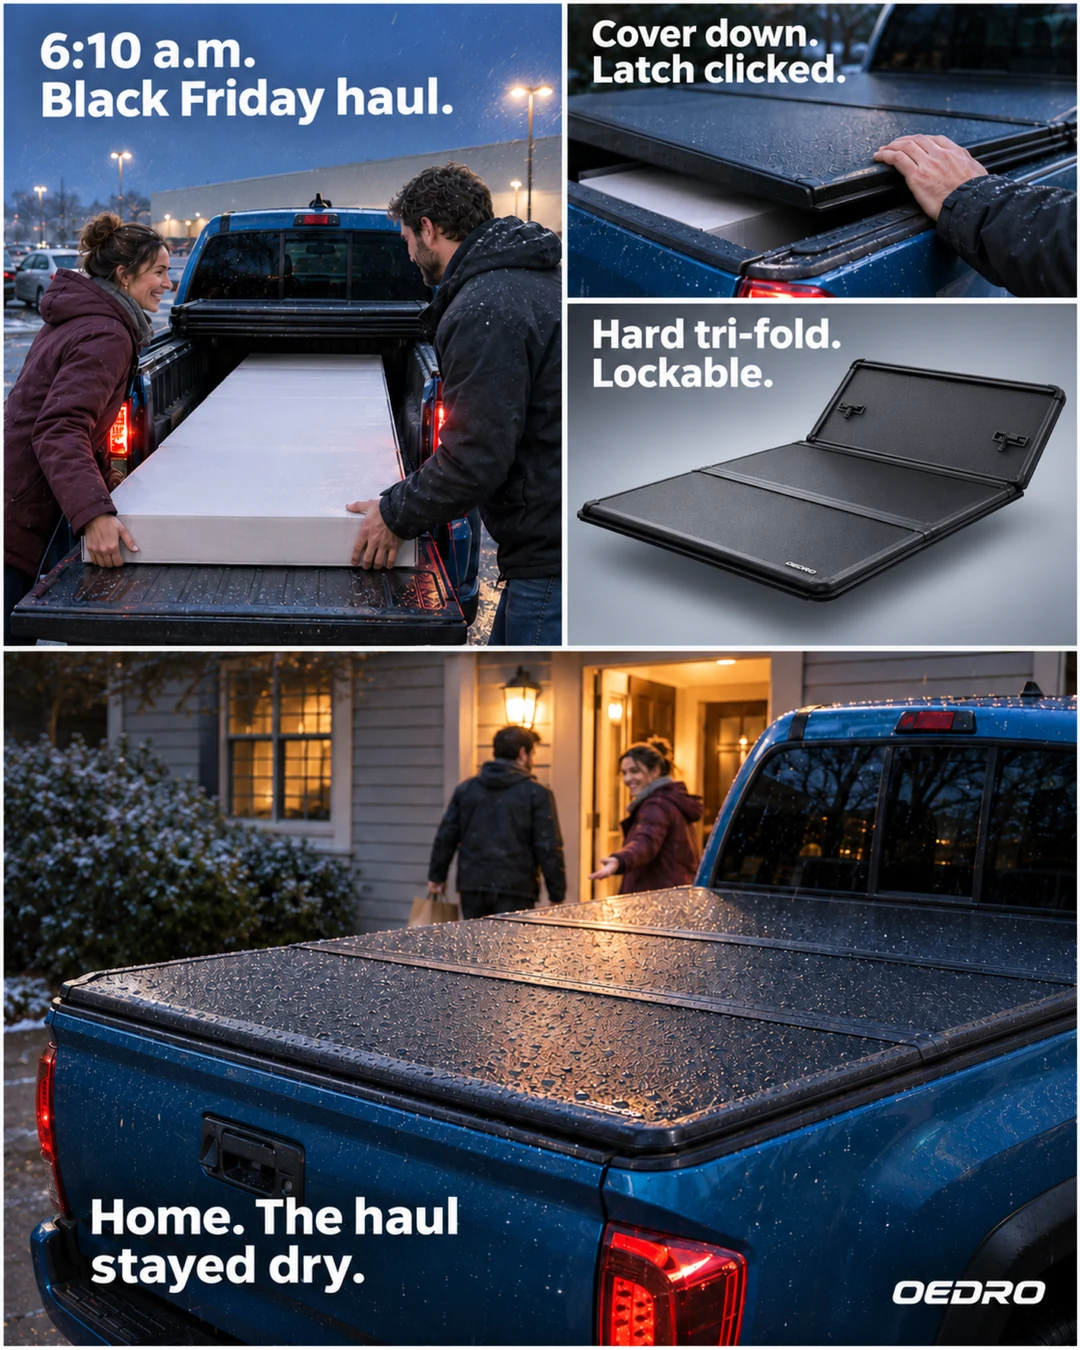 6:10 a.m.
Black Friday haul.
Cover down.
Latch clicked.
Hard tri-fold.
Lockable.
OEDRO
Home. The haul
stayed dry.
OEDRO